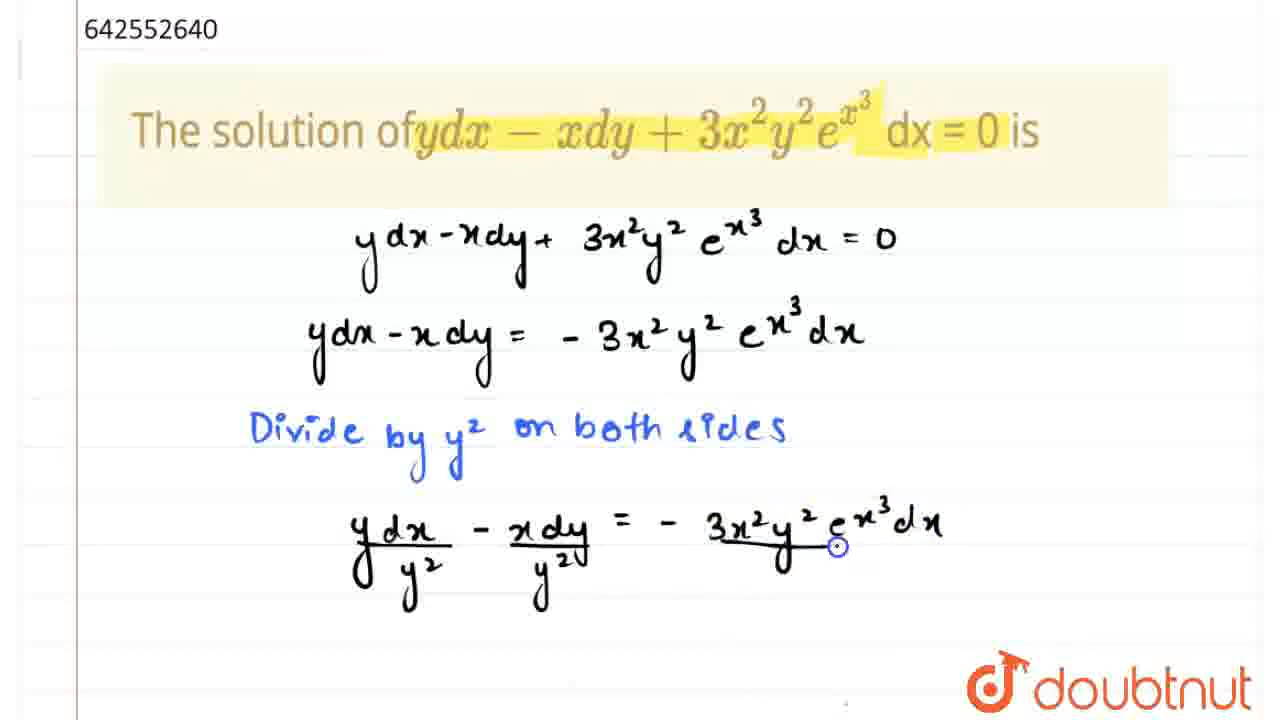 642552640
The solution of ydx − xdy + 3x²y²e^{x³} dx = 0 is
ydx - xdy + 3x²y² e^{x³} dx = 0
ydx - xdy = - 3x²y² e^{x³} dx
Divide by y² on both sides
ydx/y² - xdy/y² = - 3x²y² e^{x³} dx
doubtnut